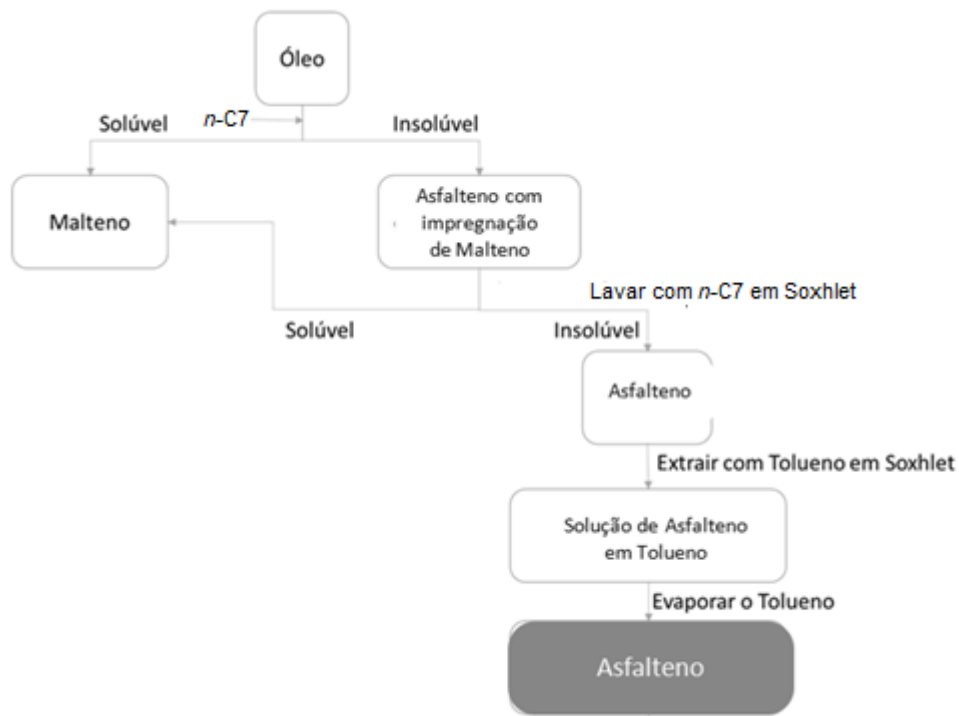 Óleo
Solúvel
n-C7
Insolúvel
Malteno
Asfalteno com
impregnação
de Malteno
Lavar com n-C7 em Soxhlet
Solúvel
Insolúvel
Asfalteno
Extrair com Tolueno em Soxhlet
Solução de Asfalteno
em Tolueno
Evaporar o Tolueno
Asfalteno